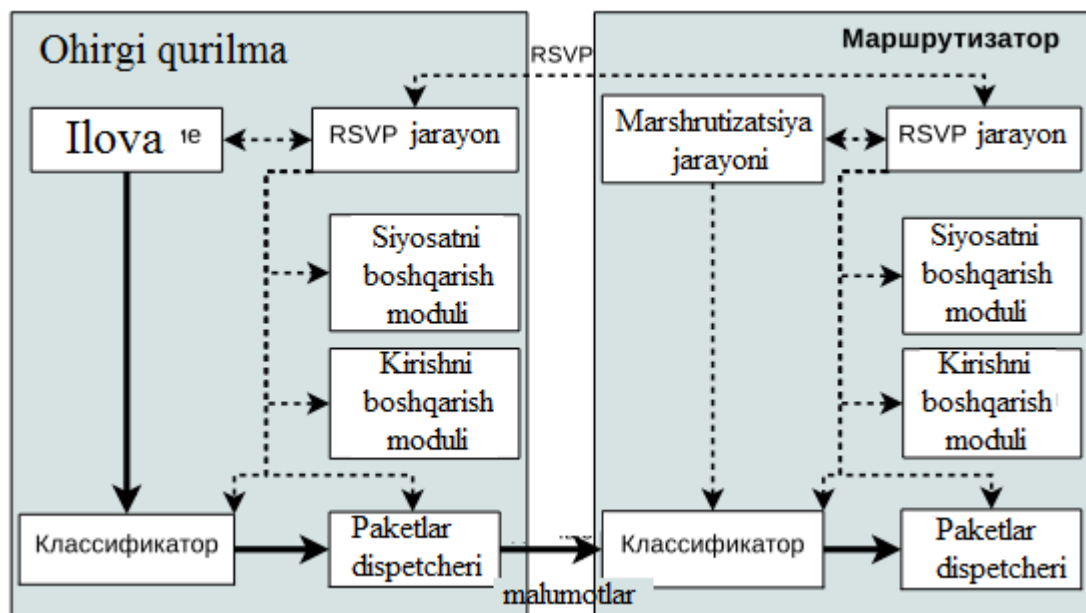 Ohirgi qurilma
RSVP
Маршрутизатор
Ilova
RSVP jarayon
Marshrutizatsiya
jarayoni
RSVP jarayon
Siyosatni
boshqarish
moduli
Siyosatni
boshqarish
moduli
Kirishni
boshqarish
moduli
Kirishni
boshqarish
moduli
Классификатор
Paketlar
dispetcheri
Классификатор
Paketlar
dispetcheri
malumotlar